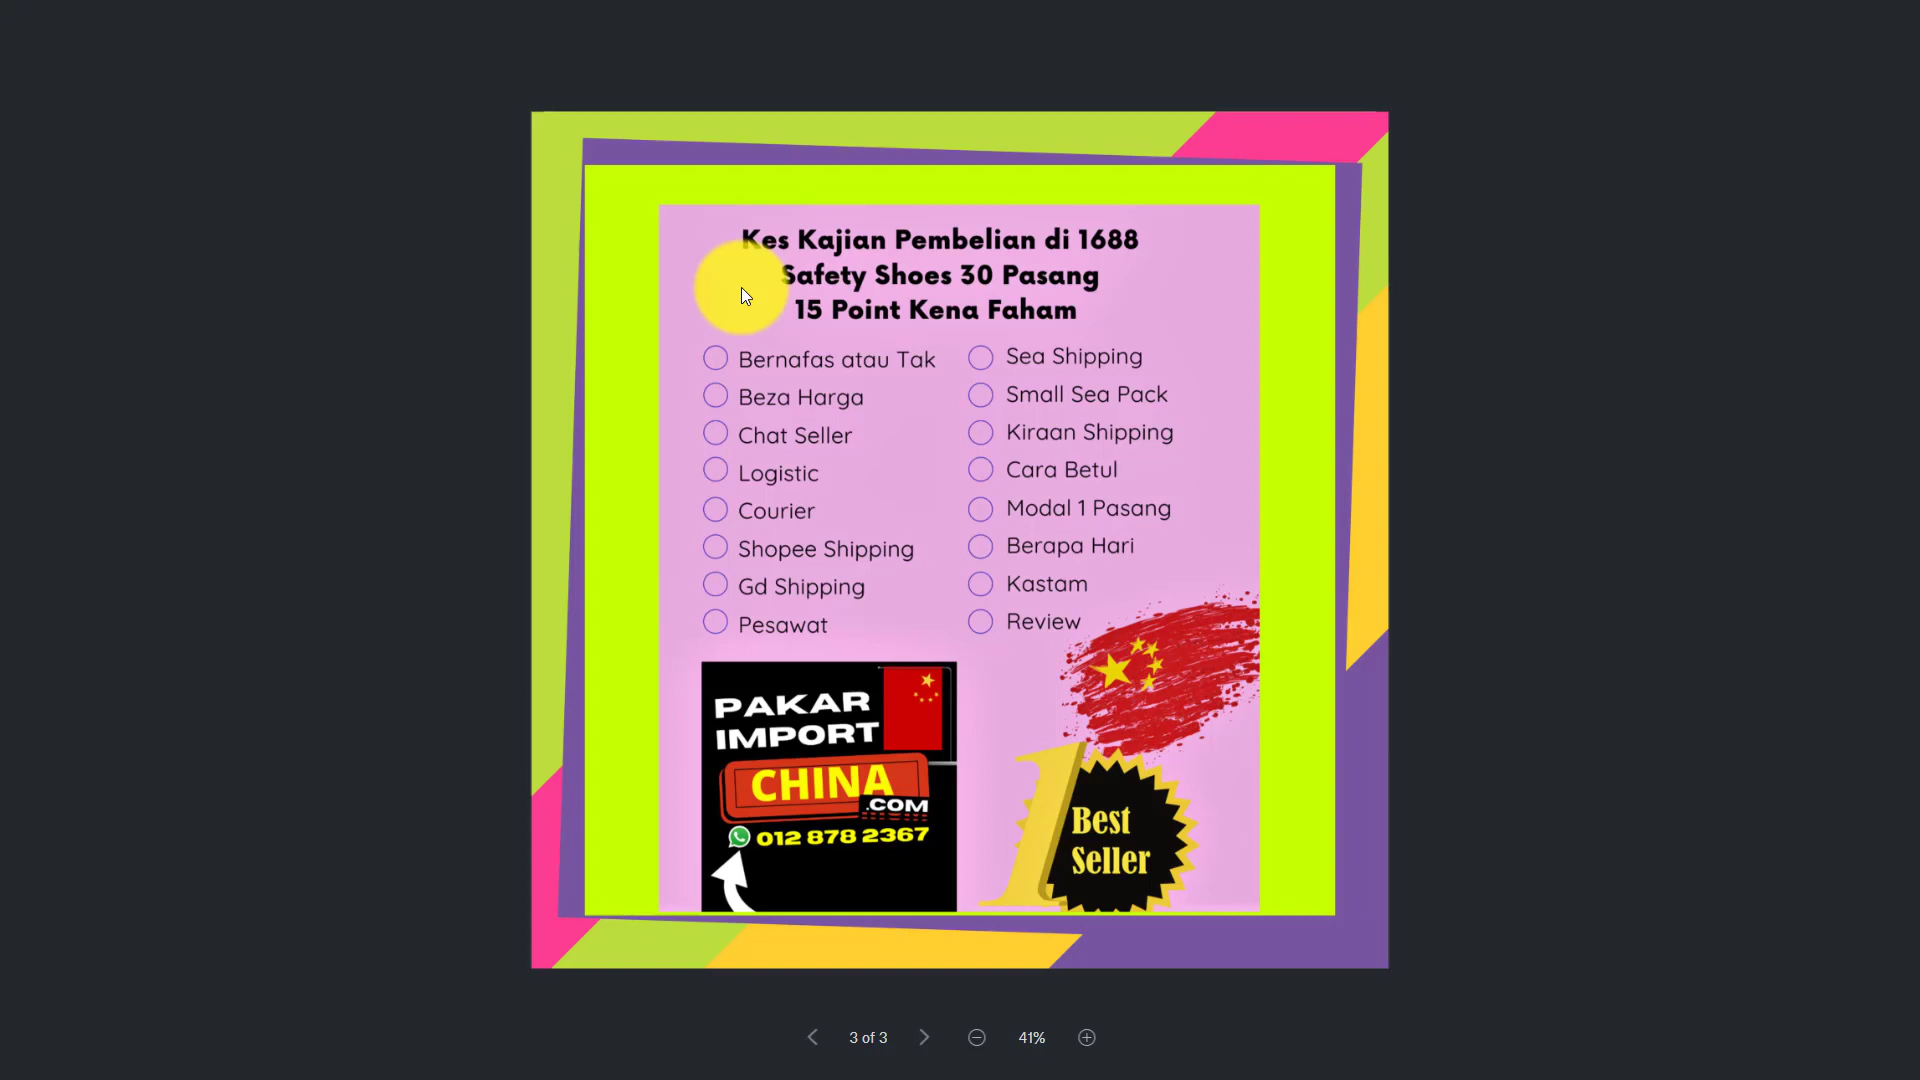 Kes Kajian Pembelian di 1688
Safety Shoes 30 Pasang
15 Point Kena Faham
Bernafas atau Tak
Beza Harga
Chat Seller
Logistic
Courier
Shopee Shipping
Gd Shipping
Pesawat
Sea Shipping
Small Sea Pack
Kiraan Shipping
Cara Betul
Modal 1 Pasang
Berapa Hari
Kastam
Review
PAKAR
IMPORT
CHINA
.COM
012 878 2367
1
Best
Seller
3 of 3
41%